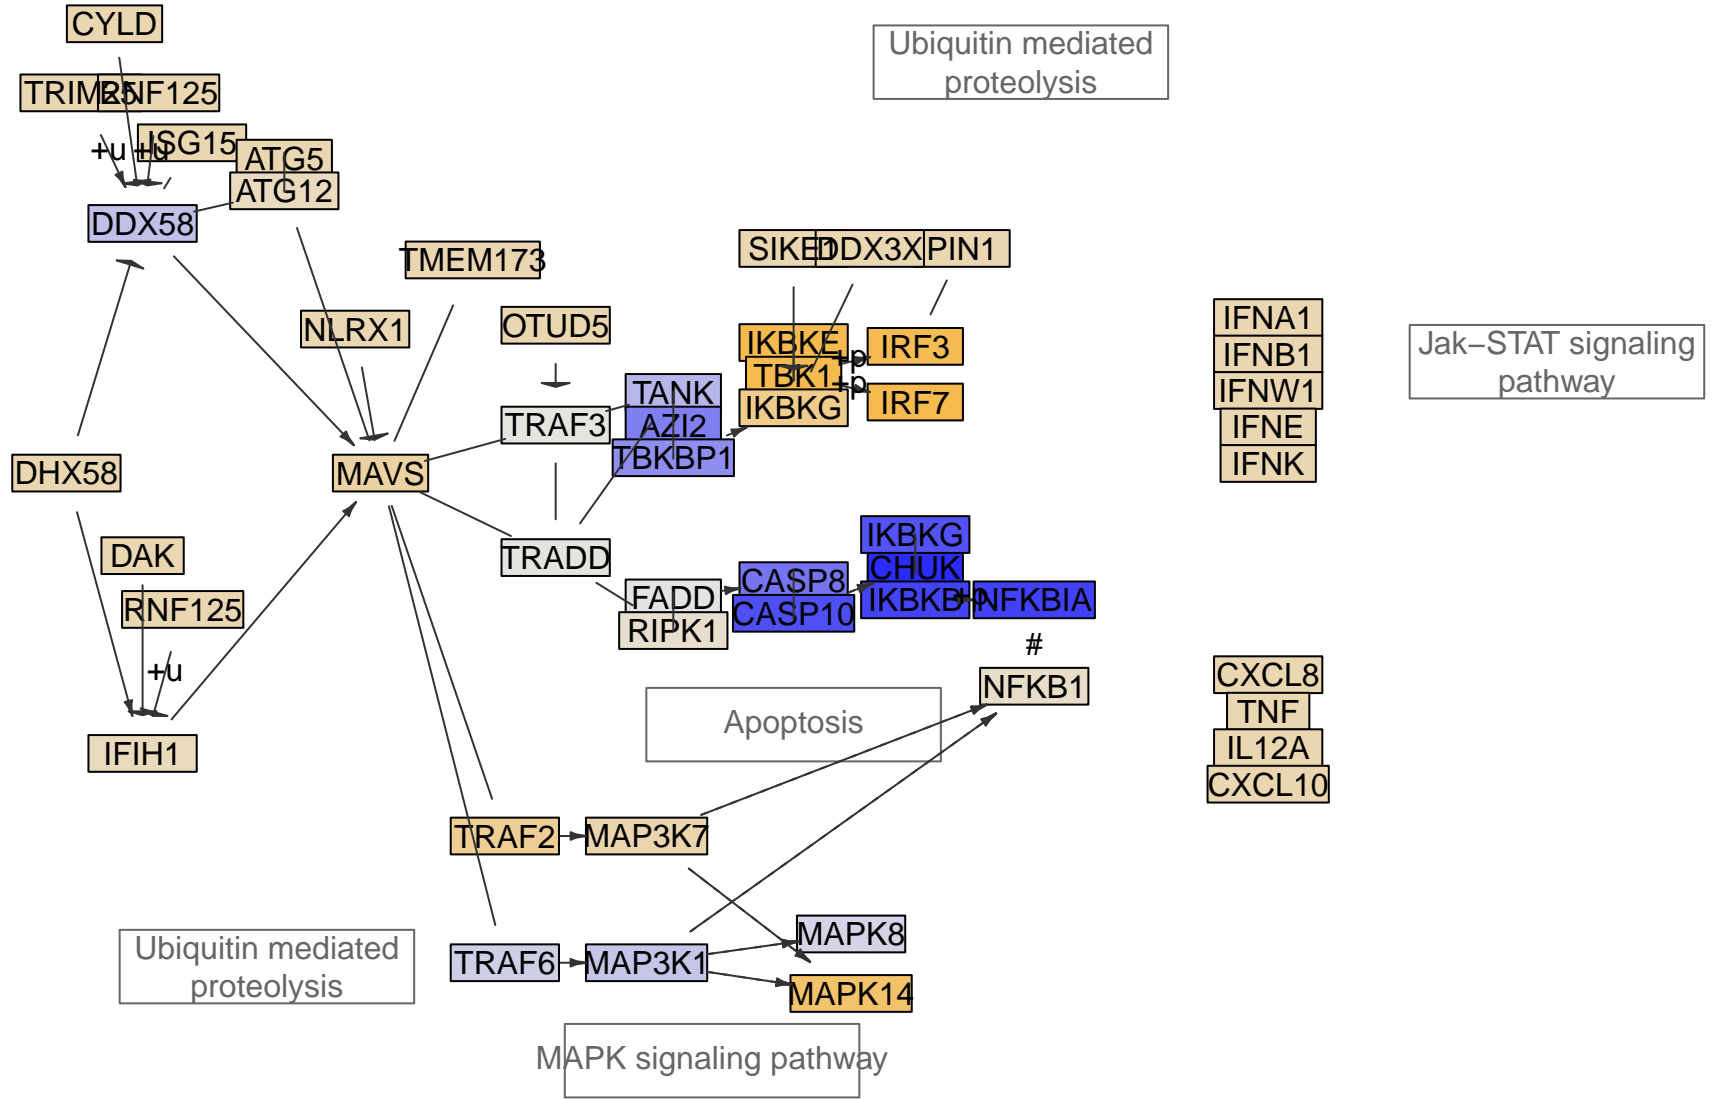 CYLD
Ubiquitin mediated
proteolysis
TRIM25
RNF125
ISG15
+u
+u
ATG5
ATG12
DDX58
TMEM173
SIKE1
DDX3X
PIN1
NLRX1
OTUD5
IKBKE
+p
IRF3
TBK1
+p
IKBKG
IRF7
IFNA1
IFNB1
IFNW1
IFNE
IFNK
Jak−STAT signaling
pathway
TANK
TRAF3
AZI2
TBKBP1
DHX58
MAVS
DAK
RNF125
+u
IFIH1
TRADD
FADD
RIPK1
CASP8
CASP10
IKBKG
CHUK
IKBKB
+p
NFKBIA
#
NFKB1
CXCL8
TNF
IL12A
CXCL10
Apoptosis
TRAF2
MAP3K7
MAPK8
TRAF6
MAP3K1
MAPK14
Ubiquitin mediated
proteolysis
MAPK signaling pathway